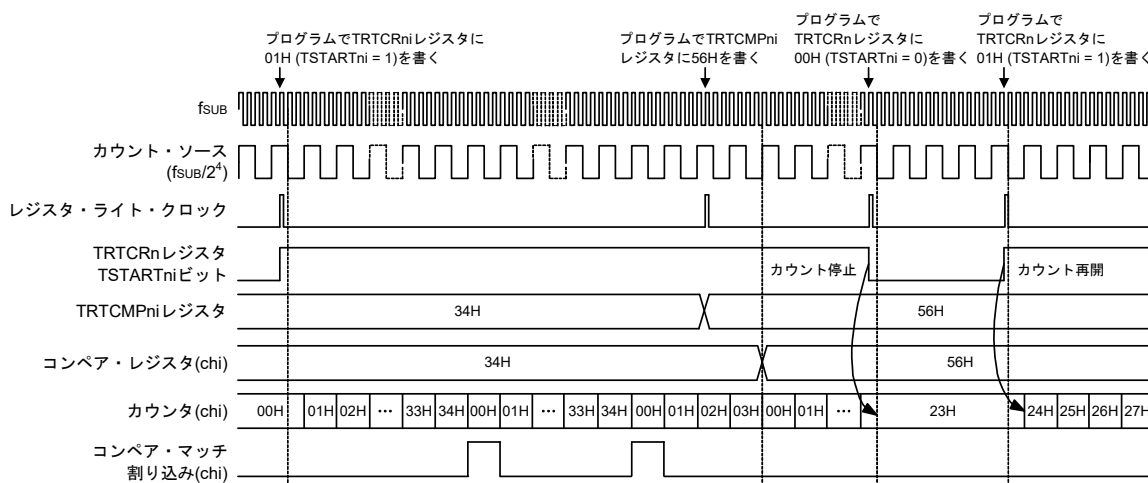 プログラムでTRTCRniレジスタに
01H (TSTARTni = 1)を書く
プログラムでTRTCMPni
レジスタに56Hを書く
プログラムで
TRTCRnレジスタに
00H (TSTARTni = 0)を書く
プログラムで
TRTCRnレジスタに
01H (TSTARTni = 1)を書く
fSUB
カウント・ソース
(fSUB/2⁴)
レジスタ・ライト・クロック
TRTCRnレジスタ
TSTARTniビット
カウント停止
カウント再開
TRTCMPniレジスタ
34H
56H
コンペア・レジスタ(chi)
34H
56H
カウンタ(chi)
00H 01H 02H … 33H 34H 00H 01H … 33H 34H 00H 01H 02H 03H 00H 01H … 23H 24H 25H 26H 27H
コンペア・マッチ
割り込み(chi)